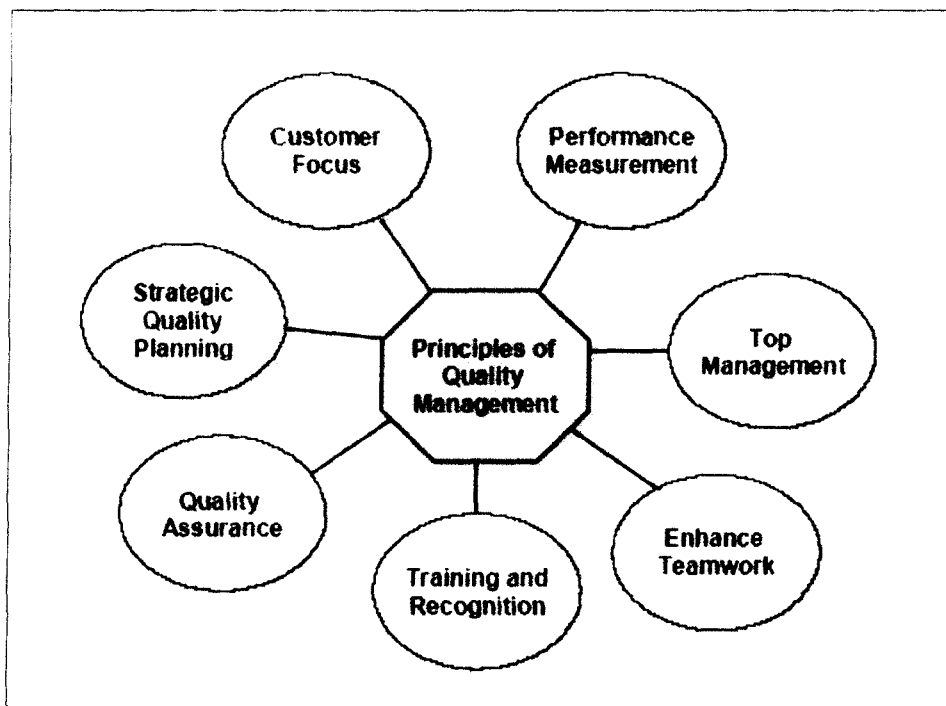 Customer
Focus
Performance
Measurement
Strategic
Quality
Planning
Principles of
Quality
Management
Top
Management
Quality
Assurance
Training and
Recognition
Enhance
Teamwork